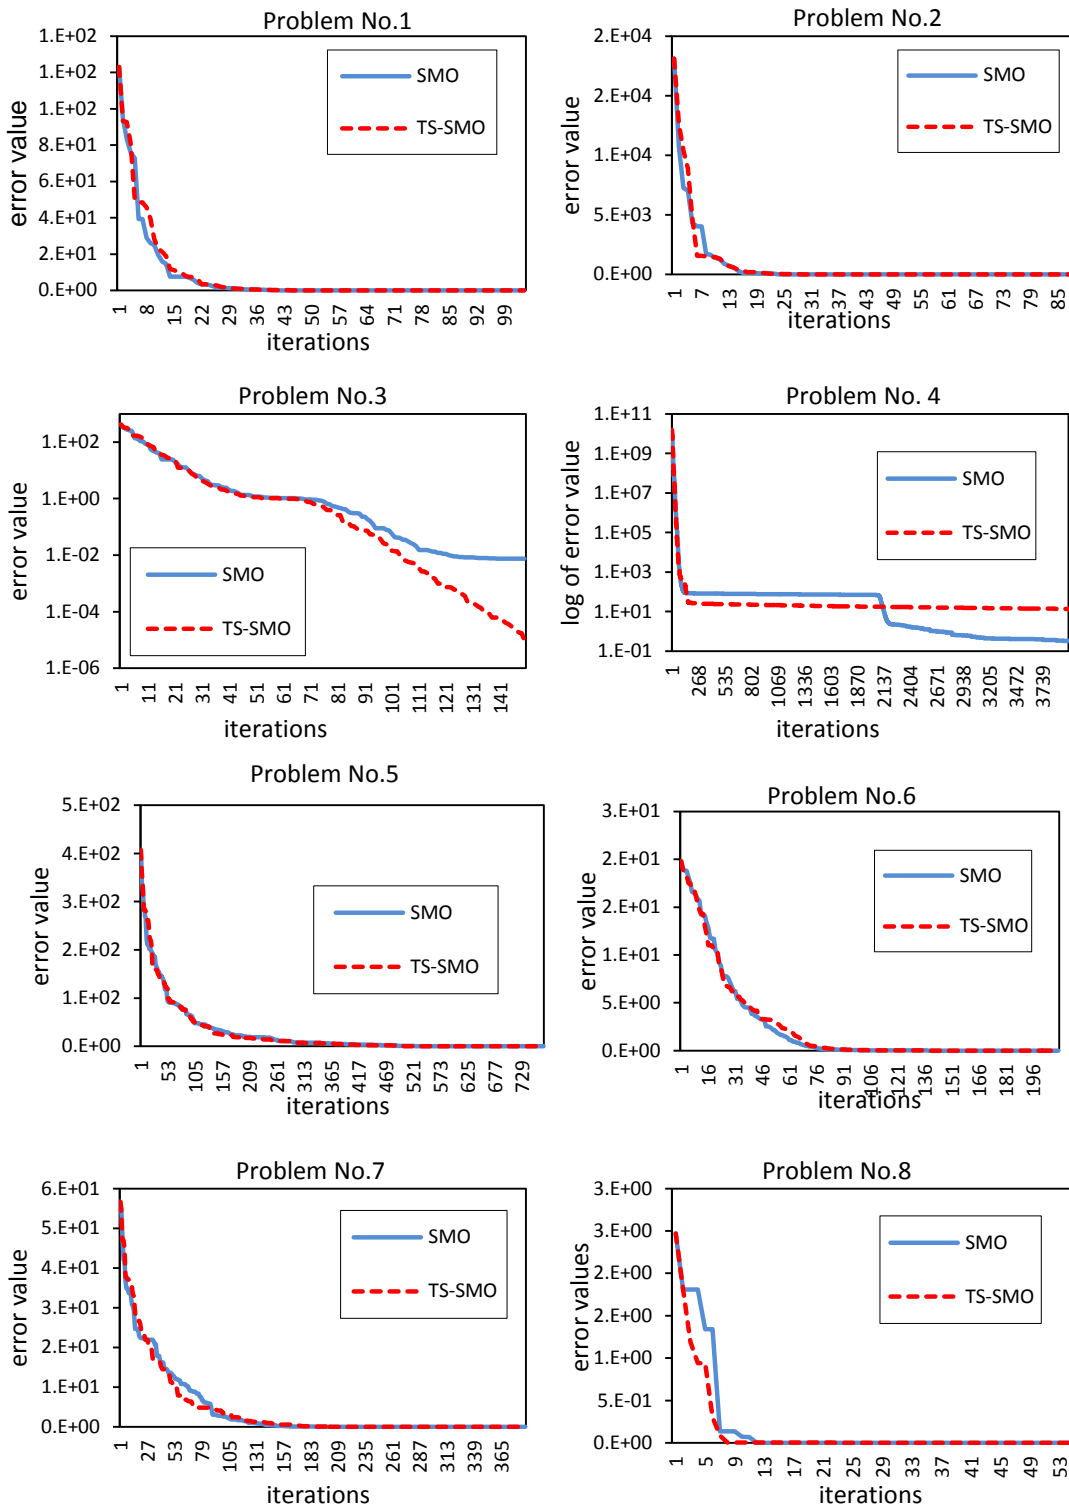 Problem No.1
1.E+02
1.E+02
1.E+02
8.E+01
6.E+01
4.E+01
2.E+01
0.E+00
error value
SMO
TS-SMO
1 8 15 22 29 36 43 50 57 64 71 78 85 92 99
iterations
Problem No.2
2.E+04
2.E+04
1.E+04
5.E+03
0.E+00
error value
SMO
TS-SMO
1 7 13 19 25 31 37 43 49 55 61 67 73 79 85
iterations
Problem No.3
1.E+02
1.E+00
1.E-02
1.E-04
1.E-06
error value
SMO
TS-SMO
1 11 21 31 41 51 61 71 81 91 101 111 121 131 141
iterations
Problem No. 4
1.E+11
1.E+09
1.E+07
1.E+05
1.E+03
1.E+01
1.E-01
log of error value
SMO
TS-SMO
1 268 535 802 1069 1336 1603 1870 2137 2404 2671 2938 3205 3472 3739
iterations
Problem No.5
5.E+02
4.E+02
3.E+02
2.E+02
1.E+02
0.E+00
error value
SMO
TS-SMO
1 53 105 157 209 261 313 365 417 469 521 573 625 677 729
iterations
Problem No.6
3.E+01
2.E+01
2.E+01
1.E+01
5.E+00
0.E+00
error value
SMO
TS-SMO
1 16 31 46 61 76 91 106 121 136 151 166 181 196
iterations
Problem No.7
6.E+01
5.E+01
4.E+01
3.E+01
2.E+01
1.E+01
0.E+00
error value
SMO
TS-SMO
1 27 53 79 105 131 157 183 209 235 261 287 313 339 365
iterations
Problem No.8
3.E+00
3.E+00
2.E+00
2.E+00
1.E+00
5.E-01
0.E+00
error values
SMO
TS-SMO
1 5 9 13 17 21 25 29 33 37 41 45 49 53
iterations